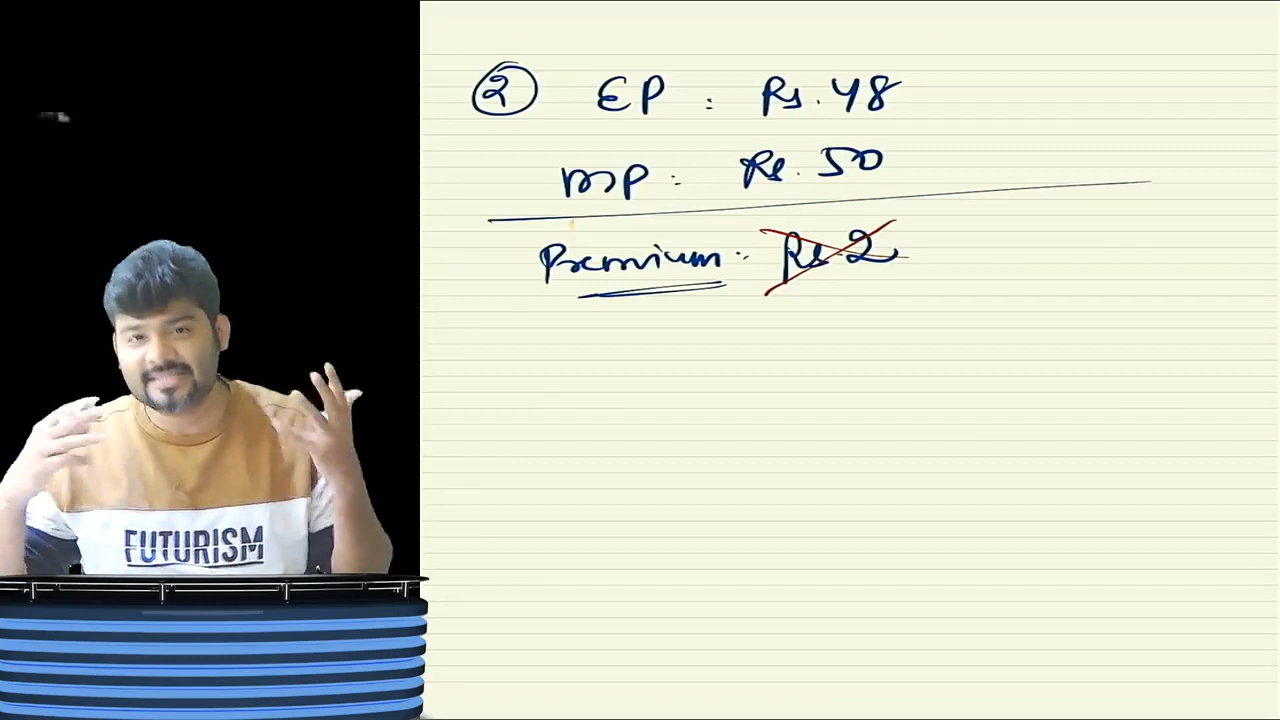 ② EP : Rs. 48
MP : Rs. 50
Premium : Rs 2
FUTURISM